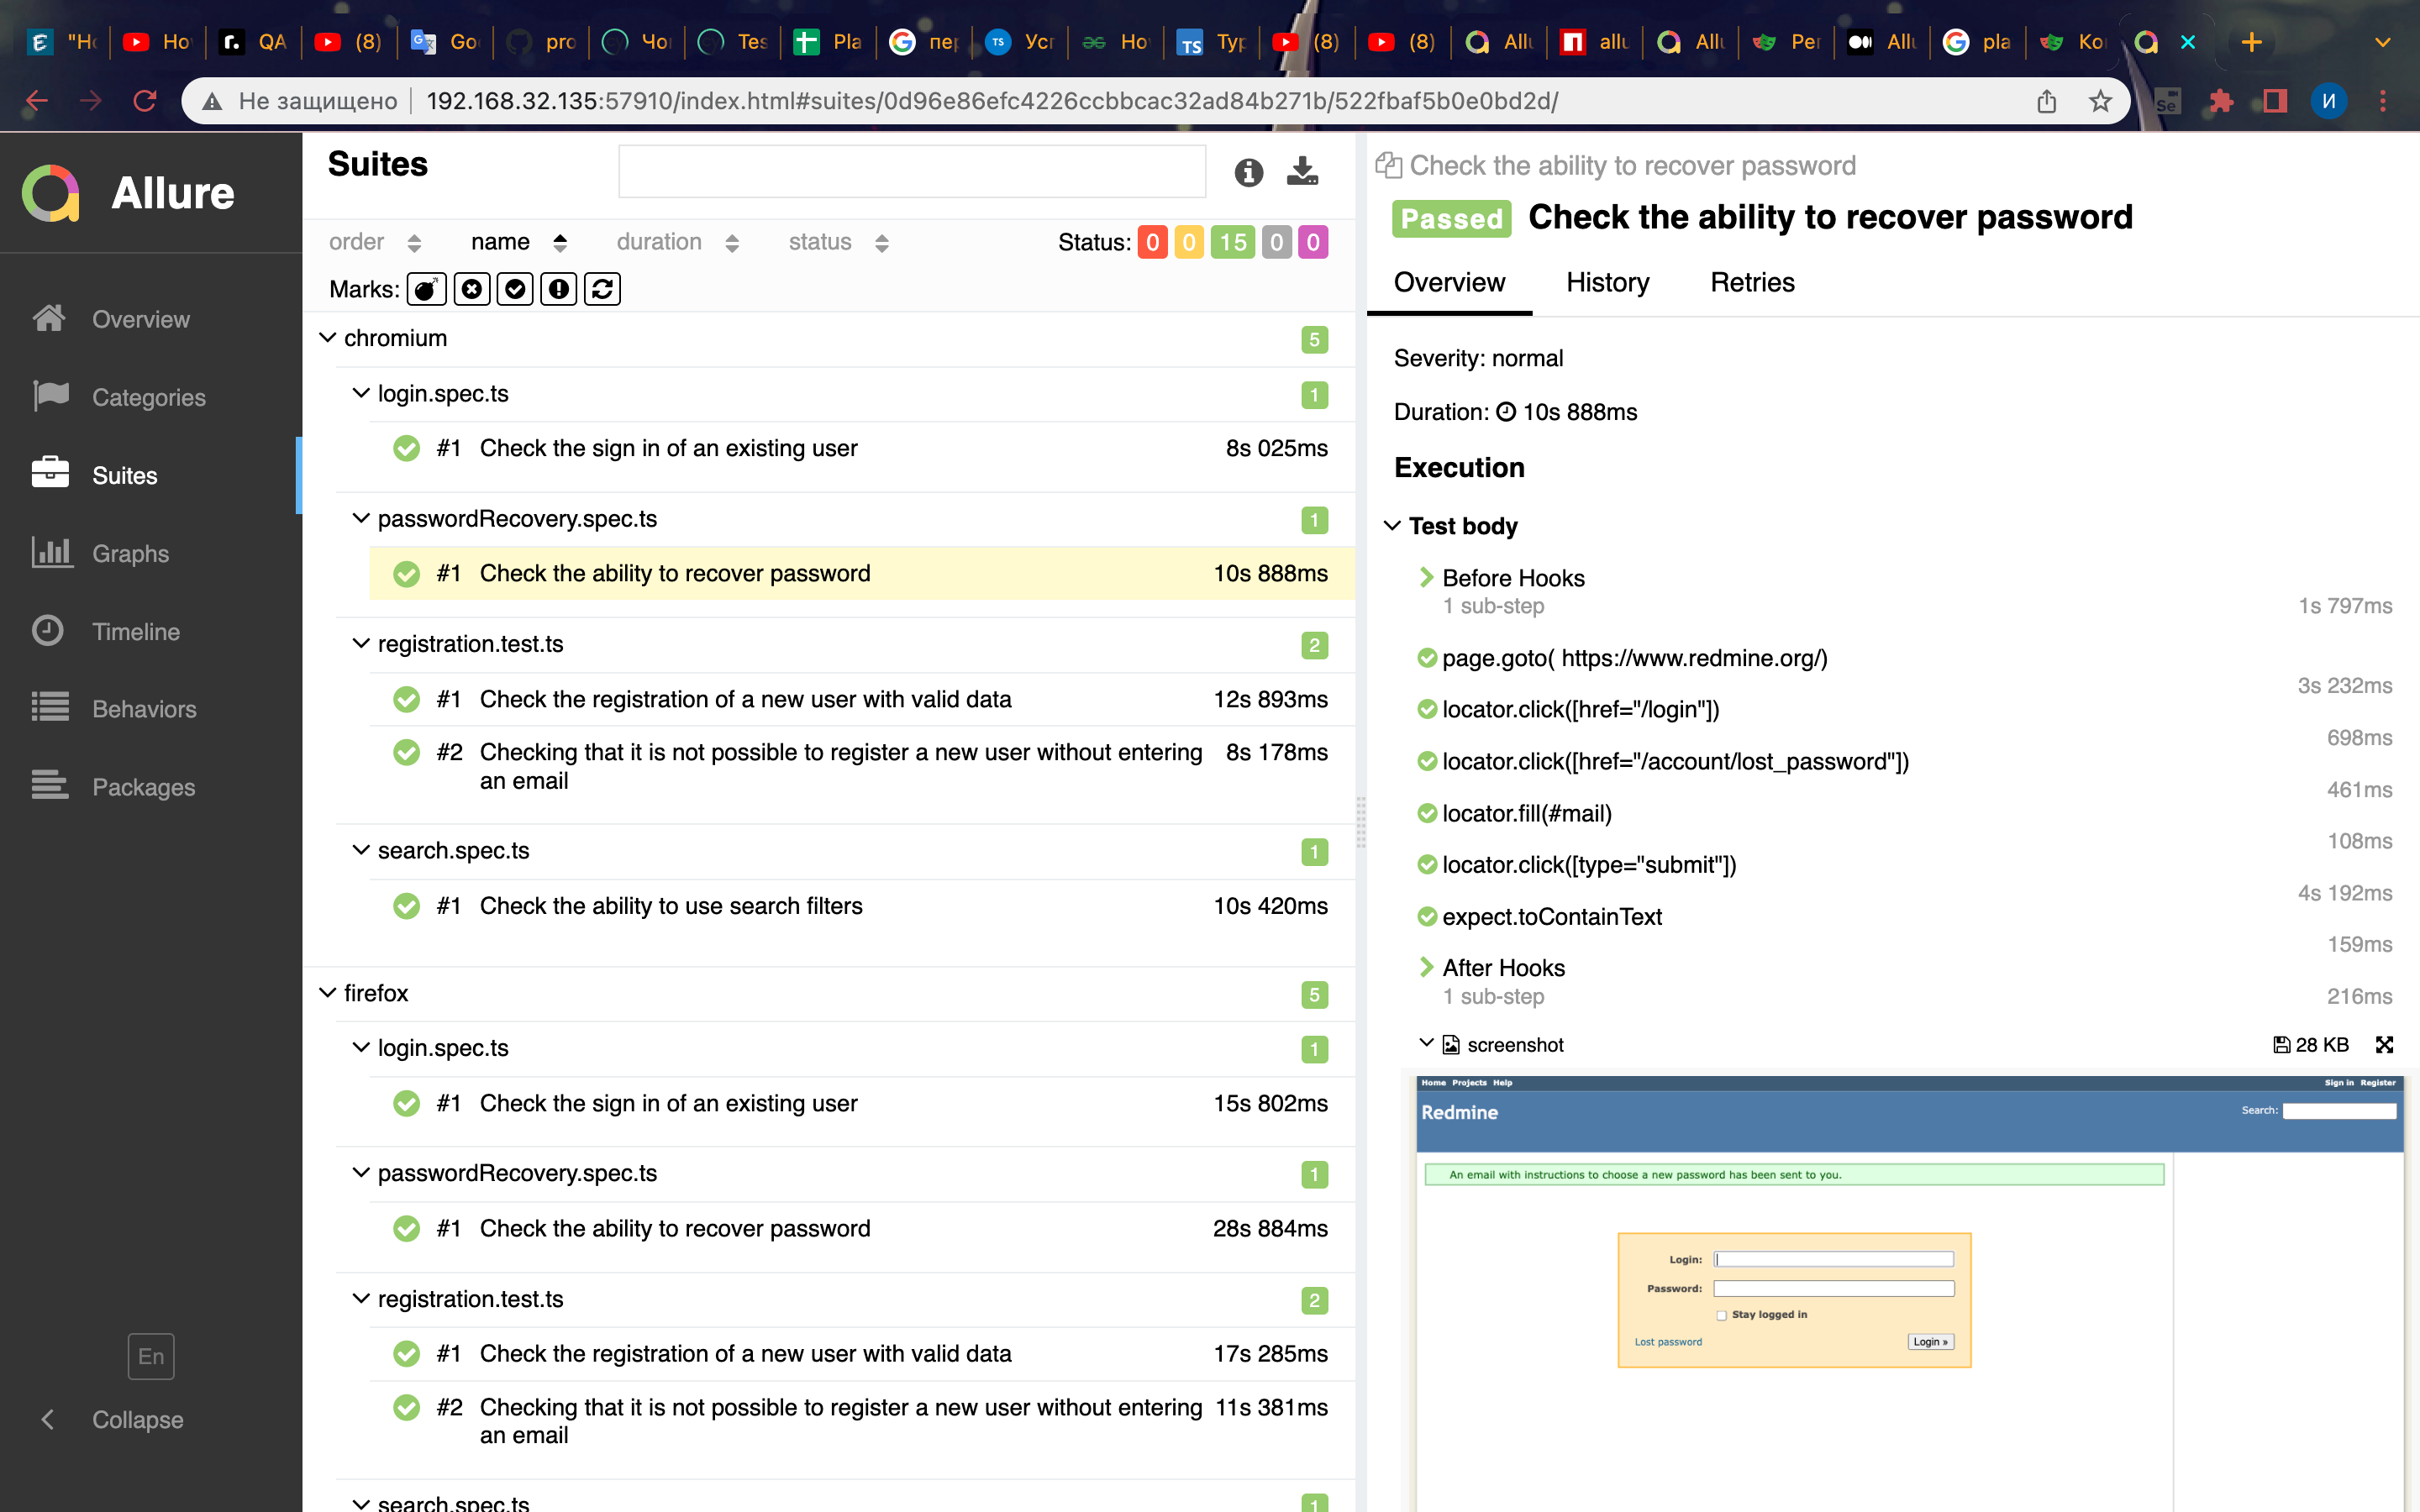 "Нс
Но
QA
(8)
Go
pro
Чо
Tes
Pla
пер
Уст
Но
Тур
(8)
(8)
Allu
allu
Allu
Per
Allu
pla
Ко
Не защищено
192.168.32.135:57910/index.html#suites/0d96e86efc4226ccbbcac32ad84b271b/522fbaf5b0e0bd2d/
И
Allure
Overview
Categories
Suites
Graphs
Timeline
Behaviors
Packages
En
Collapse
Suites
order name duration status
Status: 0 0 15 0 0
Marks:
chromium 5
login.spec.ts 1
#1 Check the sign in of an existing user 8s 025ms
passwordRecovery.spec.ts 1
#1 Check the ability to recover password 10s 888ms
registration.test.ts 2
#1 Check the registration of a new user with valid data 12s 893ms
#2 Checking that it is not possible to register a new user without entering 8s 178ms
an email
search.spec.ts 1
#1 Check the ability to use search filters 10s 420ms
firefox 5
login.spec.ts 1
#1 Check the sign in of an existing user 15s 802ms
passwordRecovery.spec.ts 1
#1 Check the ability to recover password 28s 884ms
registration.test.ts 2
#1 Check the registration of a new user with valid data 17s 285ms
#2 Checking that it is not possible to register a new user without entering 11s 381ms
an email
search.spec.ts 1
Check the ability to recover password
Passed Check the ability to recover password
Overview History Retries
Severity: normal
Duration: 10s 888ms
Execution
Test body
Before Hooks
1 sub-step 1s 797ms
page.goto( https://www.redmine.org/)
3s 232ms
locator.click([href="/login"])
698ms
locator.click([href="/account/lost_password"])
461ms
locator.fill(#mail)
108ms
locator.click([type="submit"])
4s 192ms
expect.toContainText
159ms
After Hooks
1 sub-step 216ms
screenshot 28 KB
Home Projects Help Sign in Register
Redmine Search:
An email with instructions to choose a new password has been sent to you.
Login:
Password:
Stay logged in
Lost password Login »